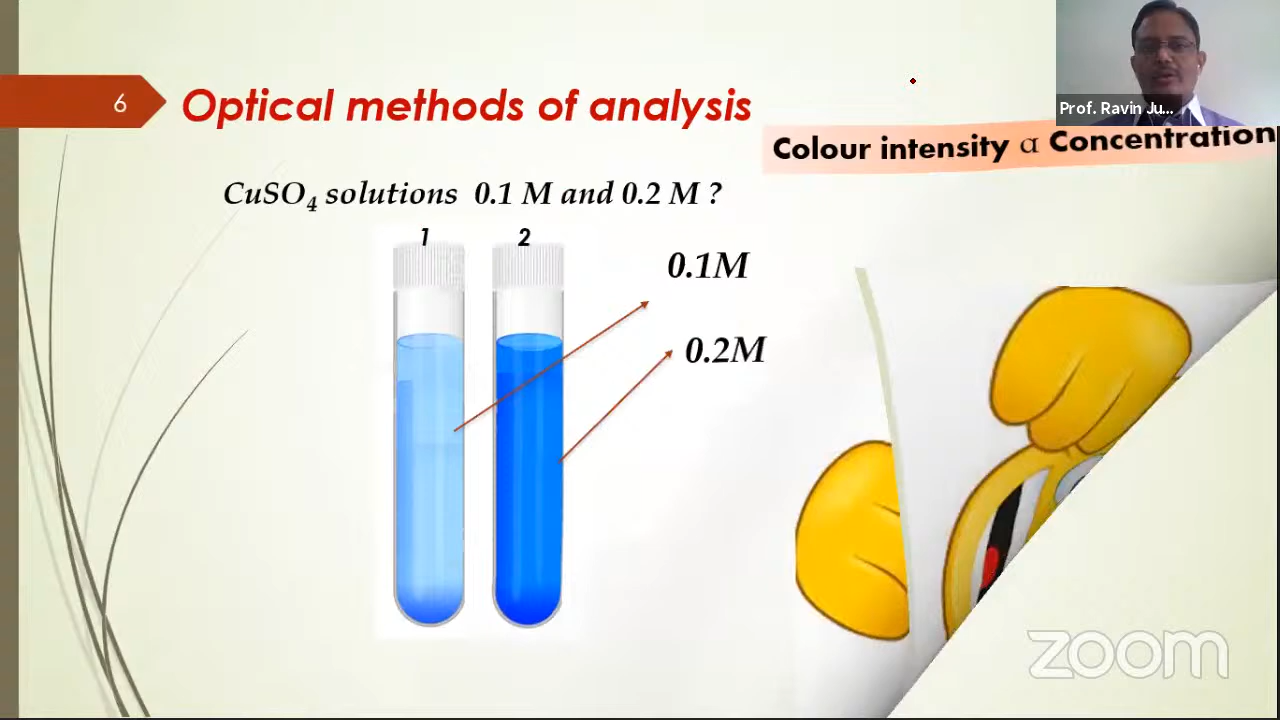 6
Optical methods of analysis
Prof. Ravin Ju...
Colour intensity α Concentration
CuSO₄ solutions 0.1 M and 0.2 M ?
1
2
0.1M
0.2M
zoom